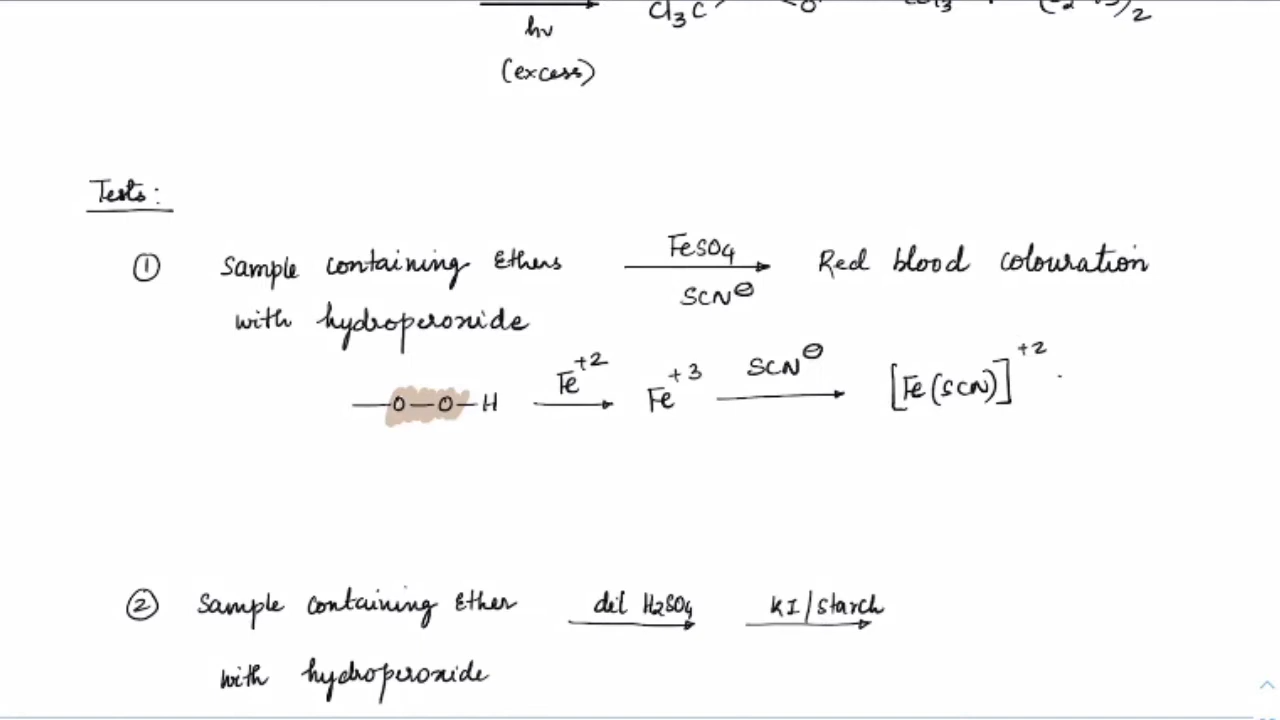 hν
(excess)
Tests:
① Sample containing Ethers FeSO4 SCN⊖ Red blood colouration
with hydroperoxide
—O—O—H Fe+2 Fe+3 SCN⊖ [Fe(SCN)]+2
② Sample containing Ether dil H2SO4 KI/starch
with hydroperoxide